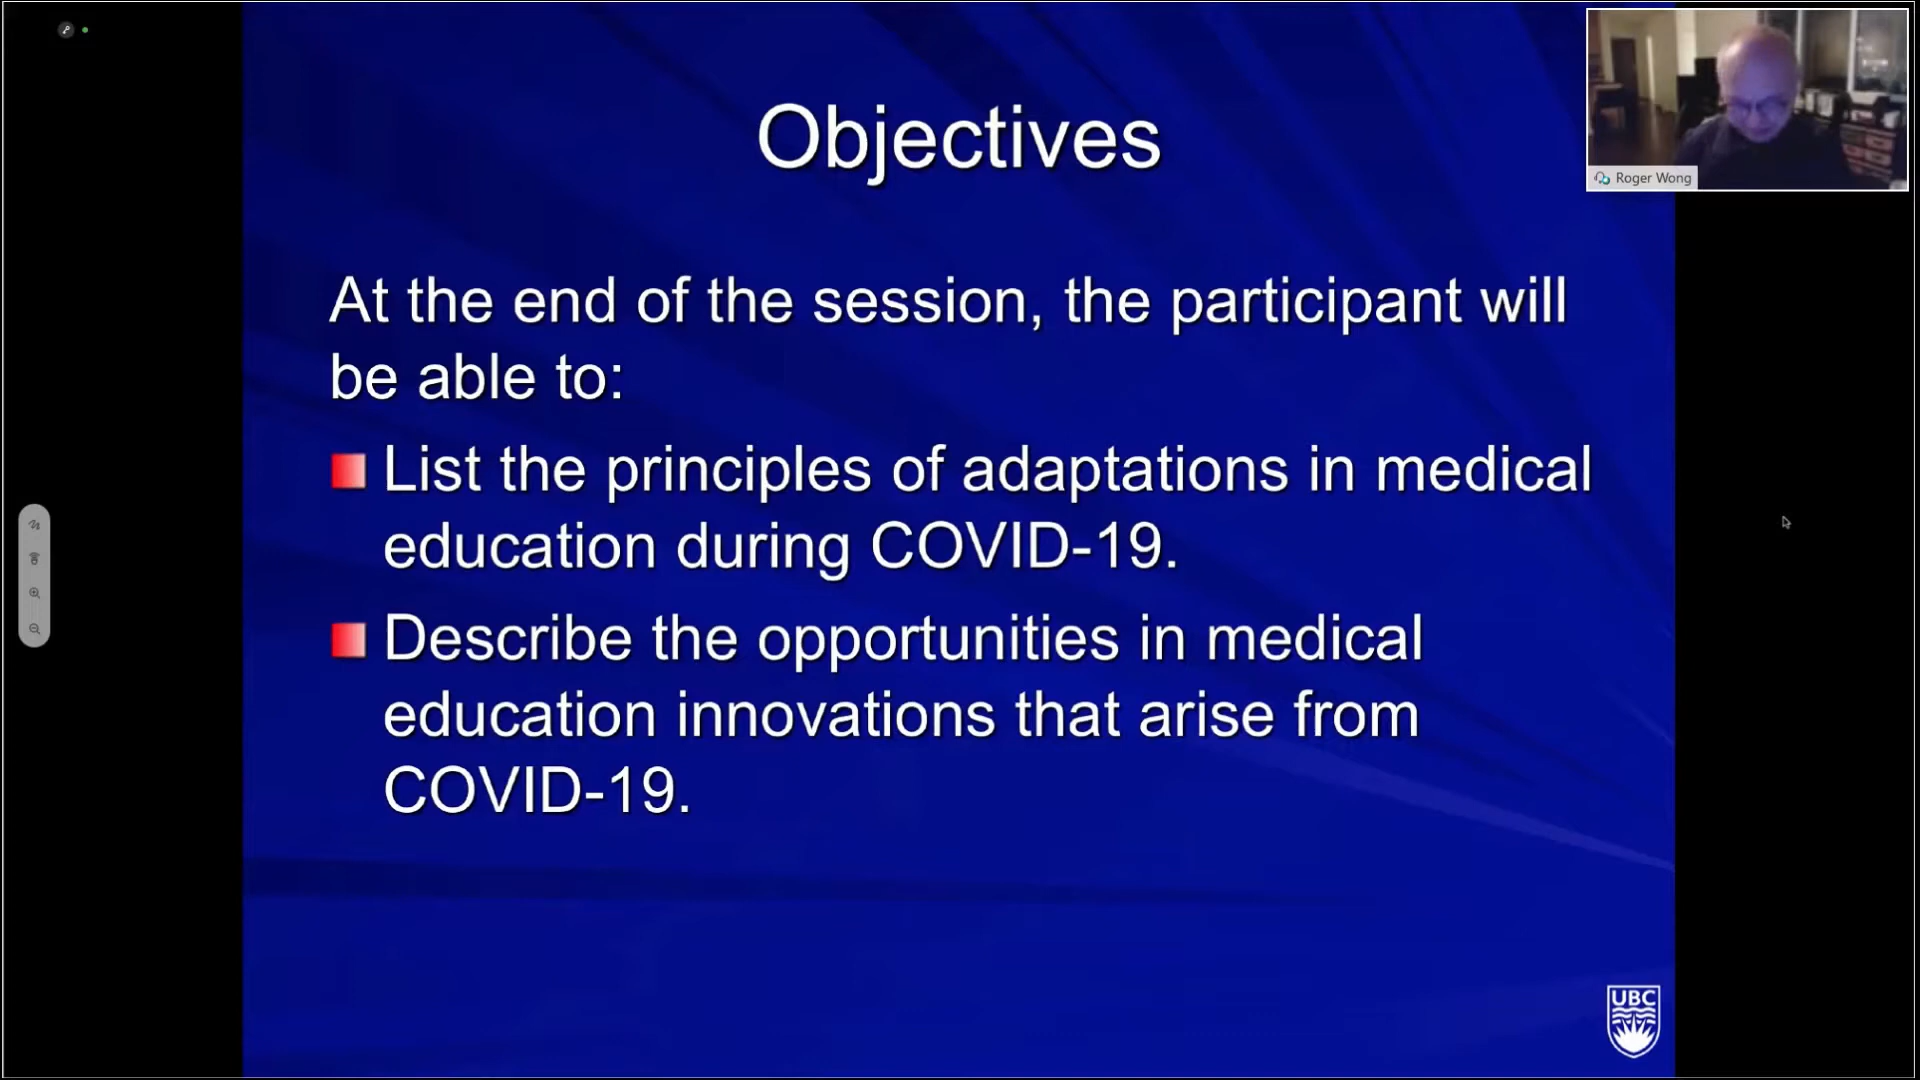 Objectives
Roger Wong
At the end of the session, the participant will
be able to:
List the principles of adaptations in medical
education during COVID-19.
Describe the opportunities in medical
education innovations that arise from
COVID-19.
UBC